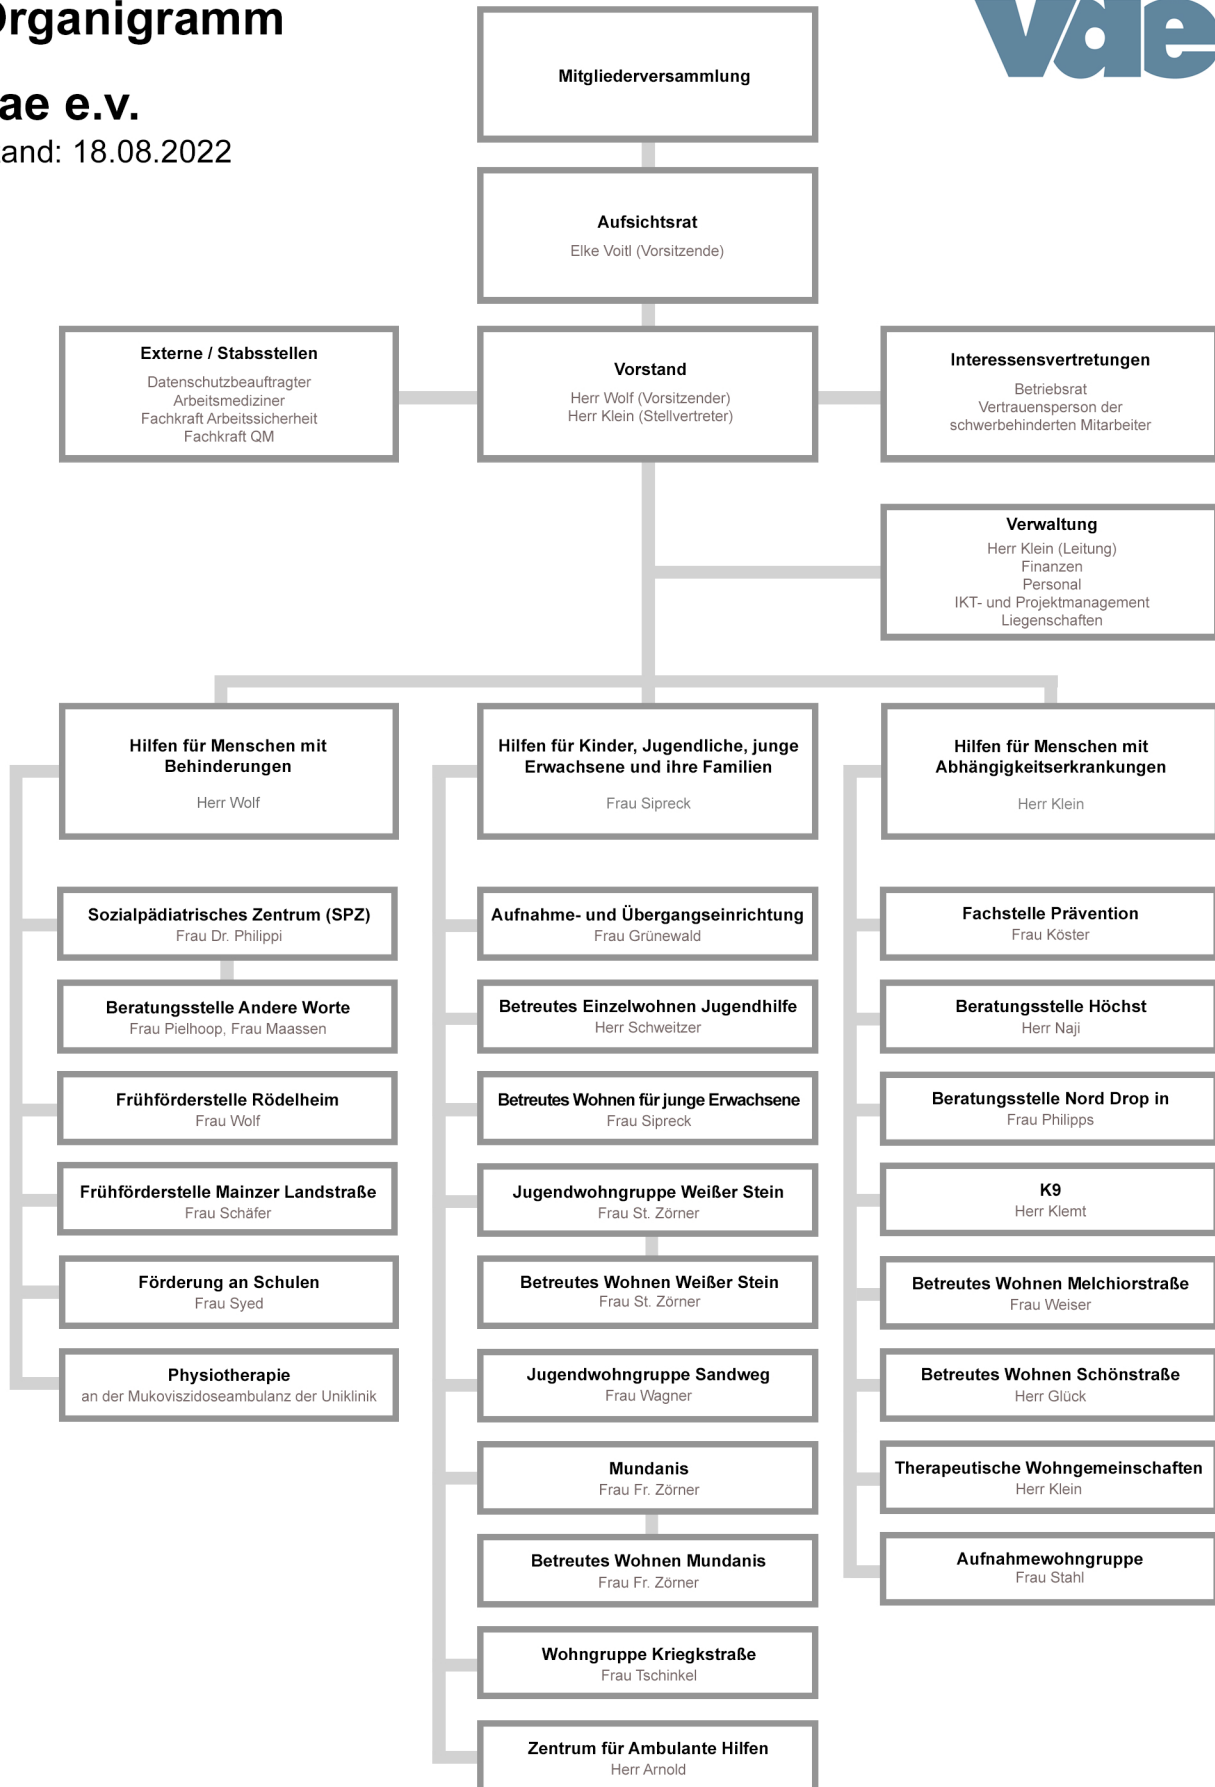 Organigramm
vae
ae e.v.
tand: 18.08.2022
Mitgliederversammlung
Aufsichtsrat
Elke Voitl (Vorsitzende)
Externe / Stabsstellen
Datenschutzbeauftragter
Arbeitsmediziner
Fachkraft Arbeitssicherheit
Fachkraft QM
Vorstand
Herr Wolf (Vorsitzender)
Herr Klein (Stellvertreter)
Interessensvertretungen
Betriebsrat
Vertrauensperson der
schwerbehinderten Mitarbeiter
Verwaltung
Herr Klein (Leitung)
Finanzen
Personal
IKT- und Projektmanagement
Liegenschaften
Hilfen für Menschen mit
Behinderungen
Herr Wolf
Sozialpädiatrisches Zentrum (SPZ)
Frau Dr. Philippi
Beratungsstelle Andere Worte
Frau Pielhoop, Frau Maassen
Frühförderstelle Rödelheim
Frau Wolf
Frühförderstelle Mainzer Landstraße
Frau Schäfer
Förderung an Schulen
Frau Syed
Physiotherapie
an der Mukoviszidoseambulanz der Uniklinik
Hilfen für Kinder, Jugendliche, junge
Erwachsene und ihre Familien
Frau Sipreck
Aufnahme- und Übergangseinrichtung
Frau Grünewald
Betreutes Einzelwohnen Jugendhilfe
Herr Schweitzer
Betreutes Wohnen für junge Erwachsene
Frau Sipreck
Jugendwohngruppe Weißer Stein
Frau St. Zörner
Betreutes Wohnen Weißer Stein
Frau St. Zörner
Jugendwohngruppe Sandweg
Frau Wagner
Mundanis
Frau Fr. Zörner
Betreutes Wohnen Mundanis
Frau Fr. Zörner
Wohngruppe Kriegkstraße
Frau Tschinkel
Zentrum für Ambulante Hilfen
Herr Arnold
Hilfen für Menschen mit
Abhängigkeitserkrankungen
Herr Klein
Fachstelle Prävention
Frau Köster
Beratungsstelle Höchst
Herr Naji
Beratungsstelle Nord Drop in
Frau Philipps
K9
Herr Klemt
Betreutes Wohnen Melchiorstraße
Frau Weiser
Betreutes Wohnen Schönstraße
Herr Glück
Therapeutische Wohngemeinschaften
Herr Klein
Aufnahmewohngruppe
Frau Stahl